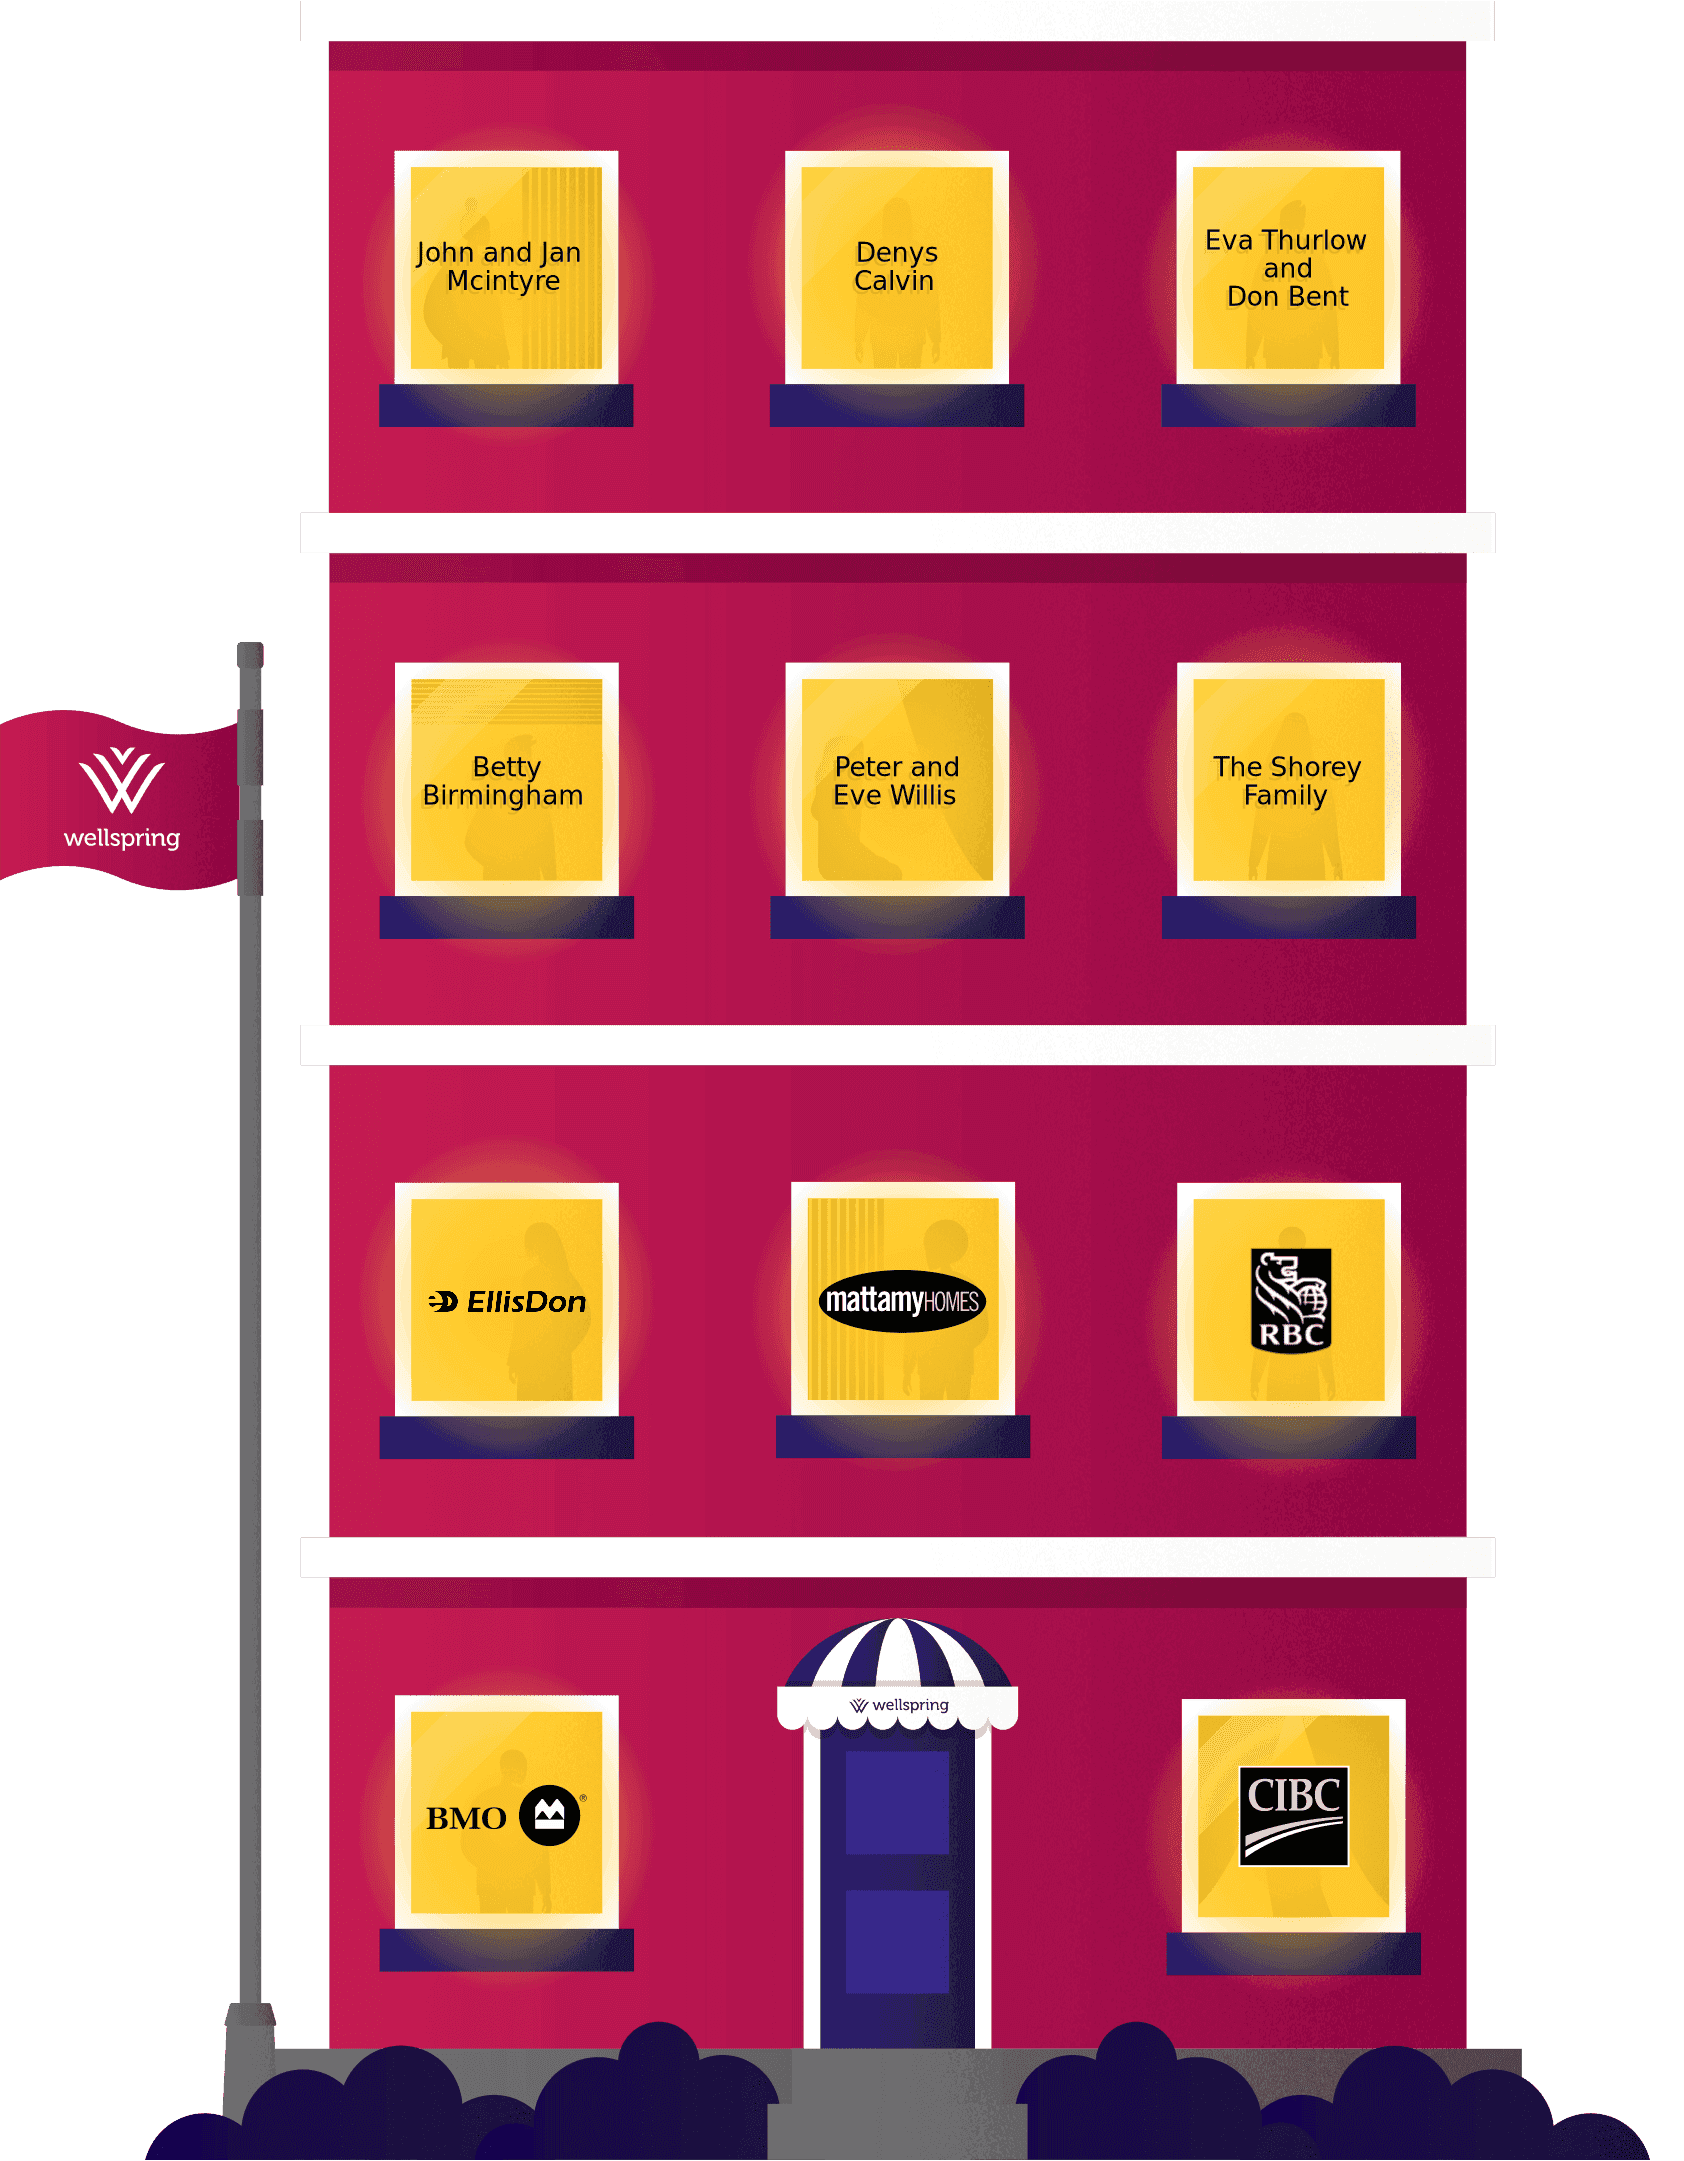 John and Jan
Mcintyre
Denys
Calvin
Eva Thurlow
and
Don Bent
Betty
Birmingham
Peter and
Eve Willis
The Shorey
Family
wellspring
EllisDon
mattamyHOMES
RBC
wellspring
BMO ®
CIBC